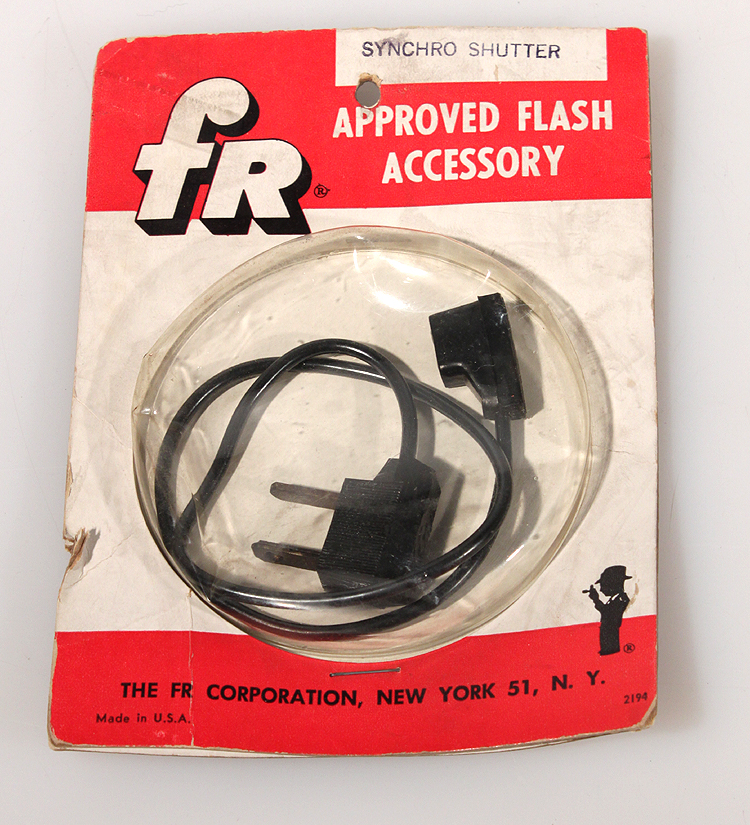 SYNCHRO SHUTTER
fR ®
APPROVED FLASH
ACCESSORY
®
THE FR CORPORATION, NEW YORK 51, N. Y.
Made in U.S.A.
2194